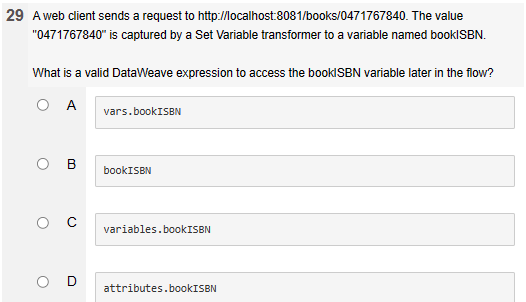 29 A web client sends a request to http://localhost:8081/books/0471767840. The value
"0471767840" is captured by a Set Variable transformer to a variable named bookISBN.
What is a valid DataWeave expression to access the bookISBN variable later in the flow?
A vars.bookISBN
B bookISBN
C variables.bookISBN
D attributes.bookISBN